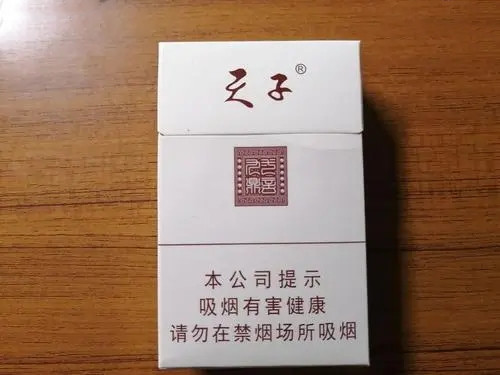 天子®
本公司提示
吸烟有害健康
请勿在禁烟场所吸烟